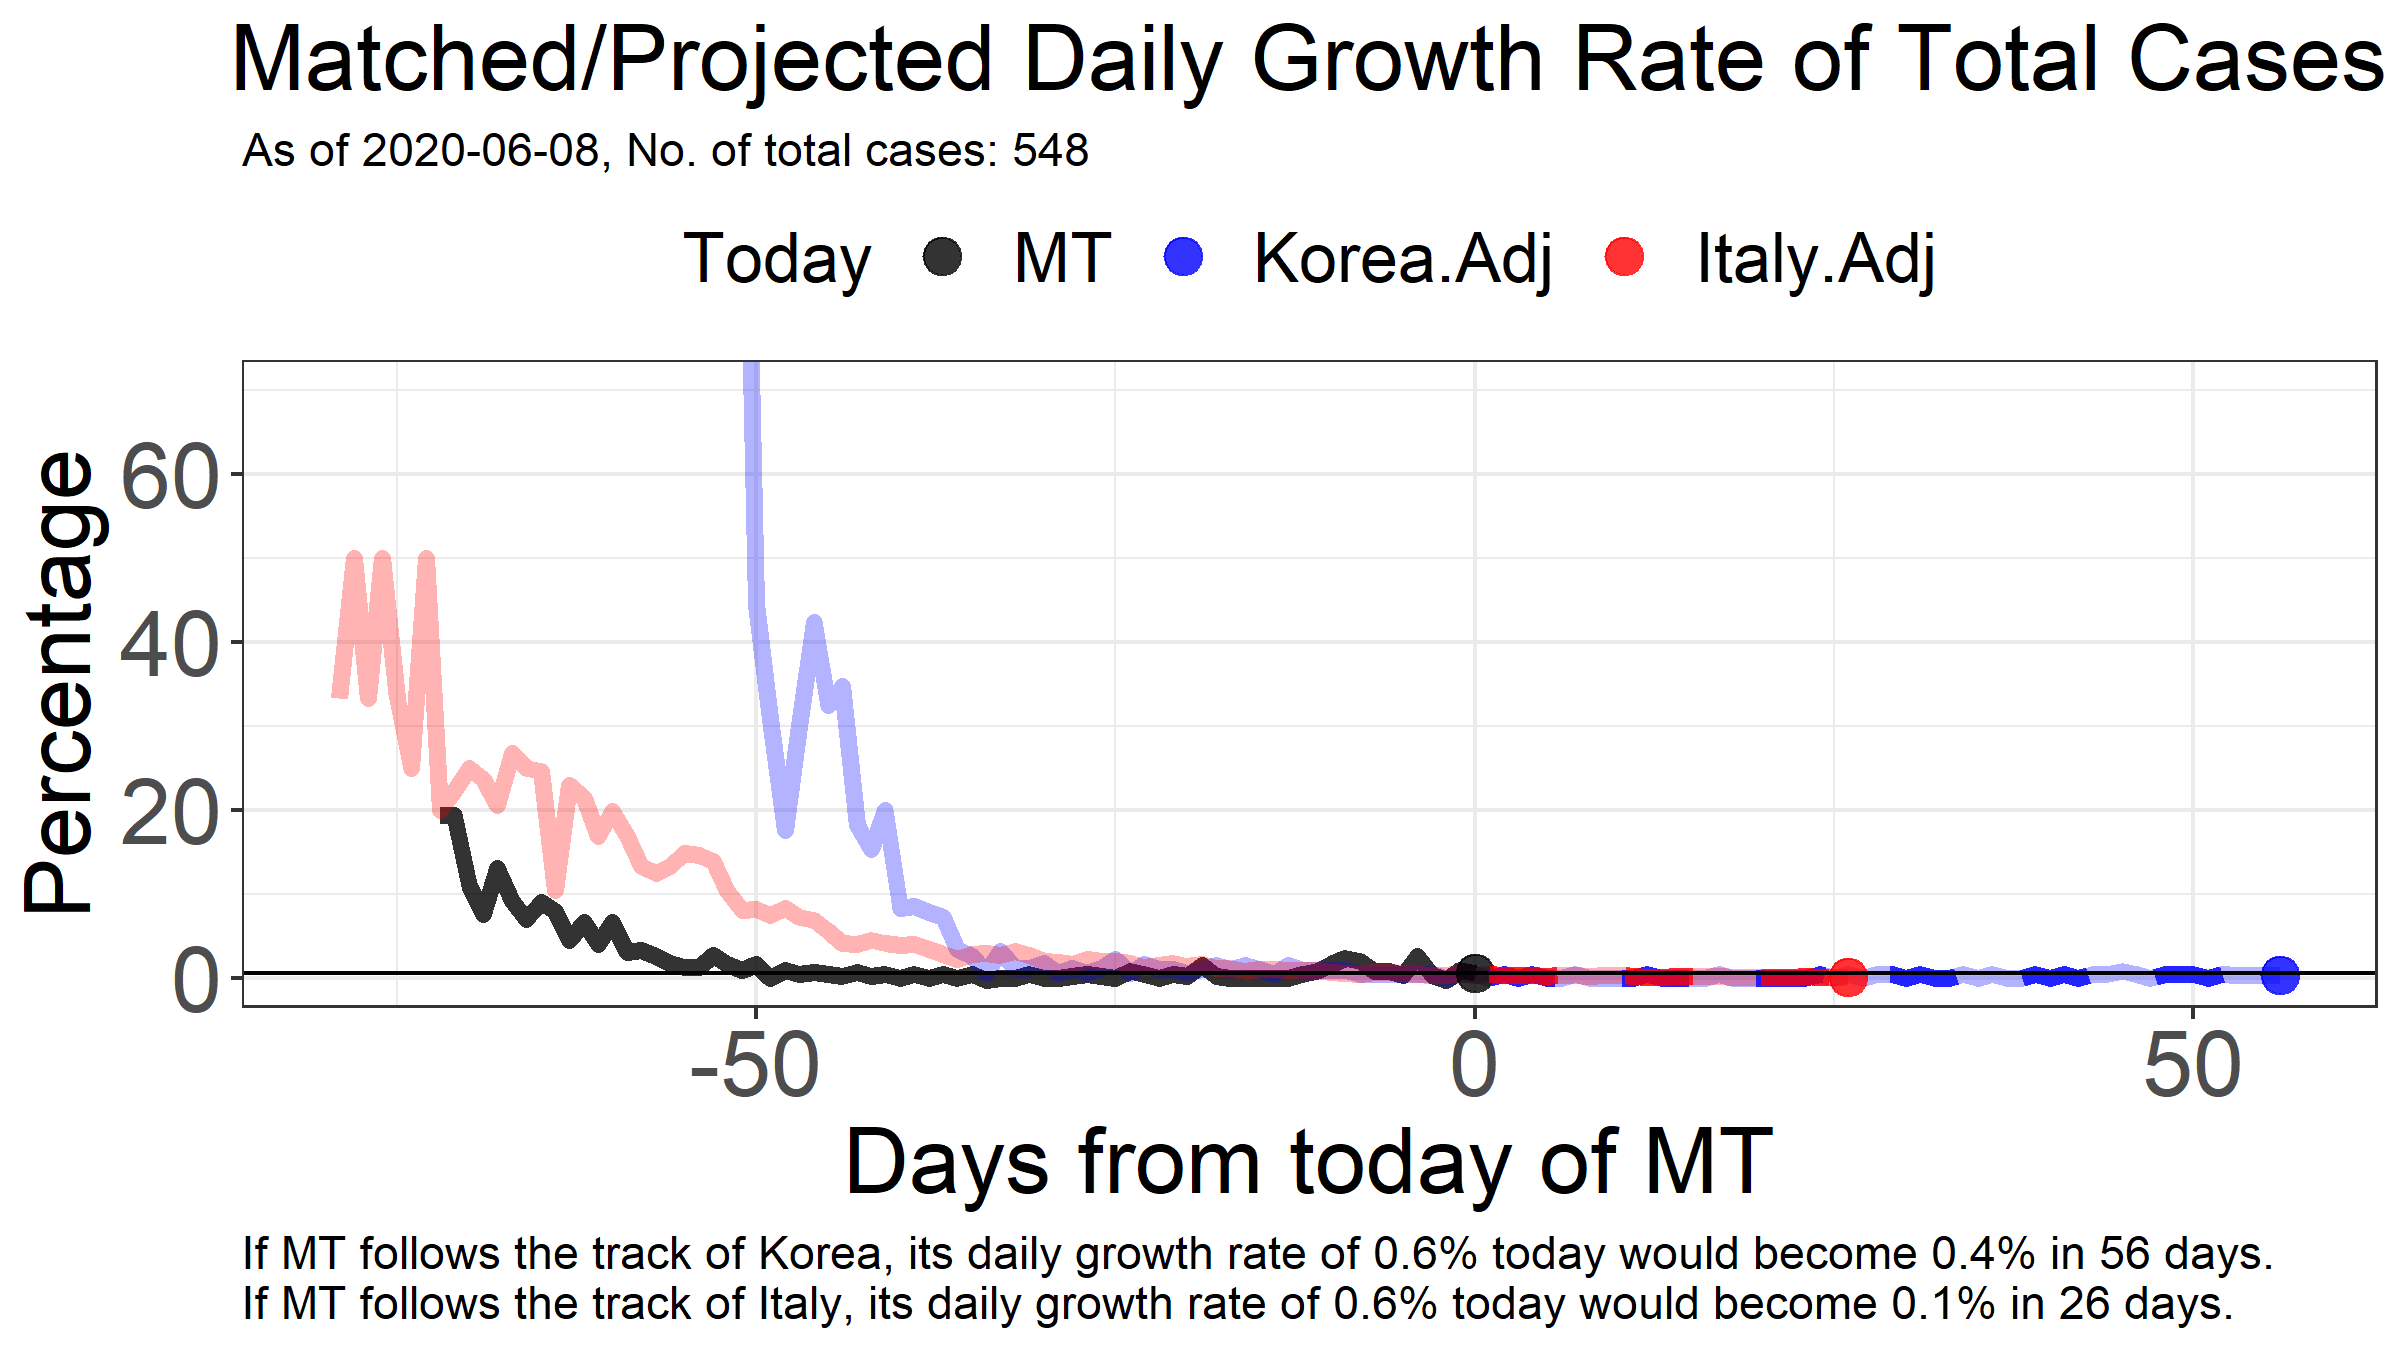 Matched/Projected Daily Growth Rate of Total Cases
As of 2020-06-08, No. of total cases: 548
Today MT Korea.Adj Italy.Adj
Percentage
60
40
20
0
-50 0 50
Days from today of MT
If MT follows the track of Korea, its daily growth rate of 0.6% today would become 0.4% in 56 days.
If MT follows the track of Italy, its daily growth rate of 0.6% today would become 0.1% in 26 days.